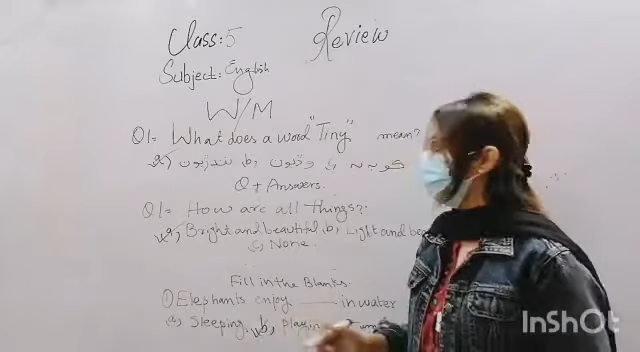 Class: 5
Review
Subject: English
W/M
Q1= What does a word "Tiny" mean?
a)
b)
c)
Q + Answers.
Q1= How are all things?
a) Bright and beautiful b) Light and
c) None.
Fill in the Blanks.
① Elephants enjoy ____ in water
a) Sleeping b)
InShOt